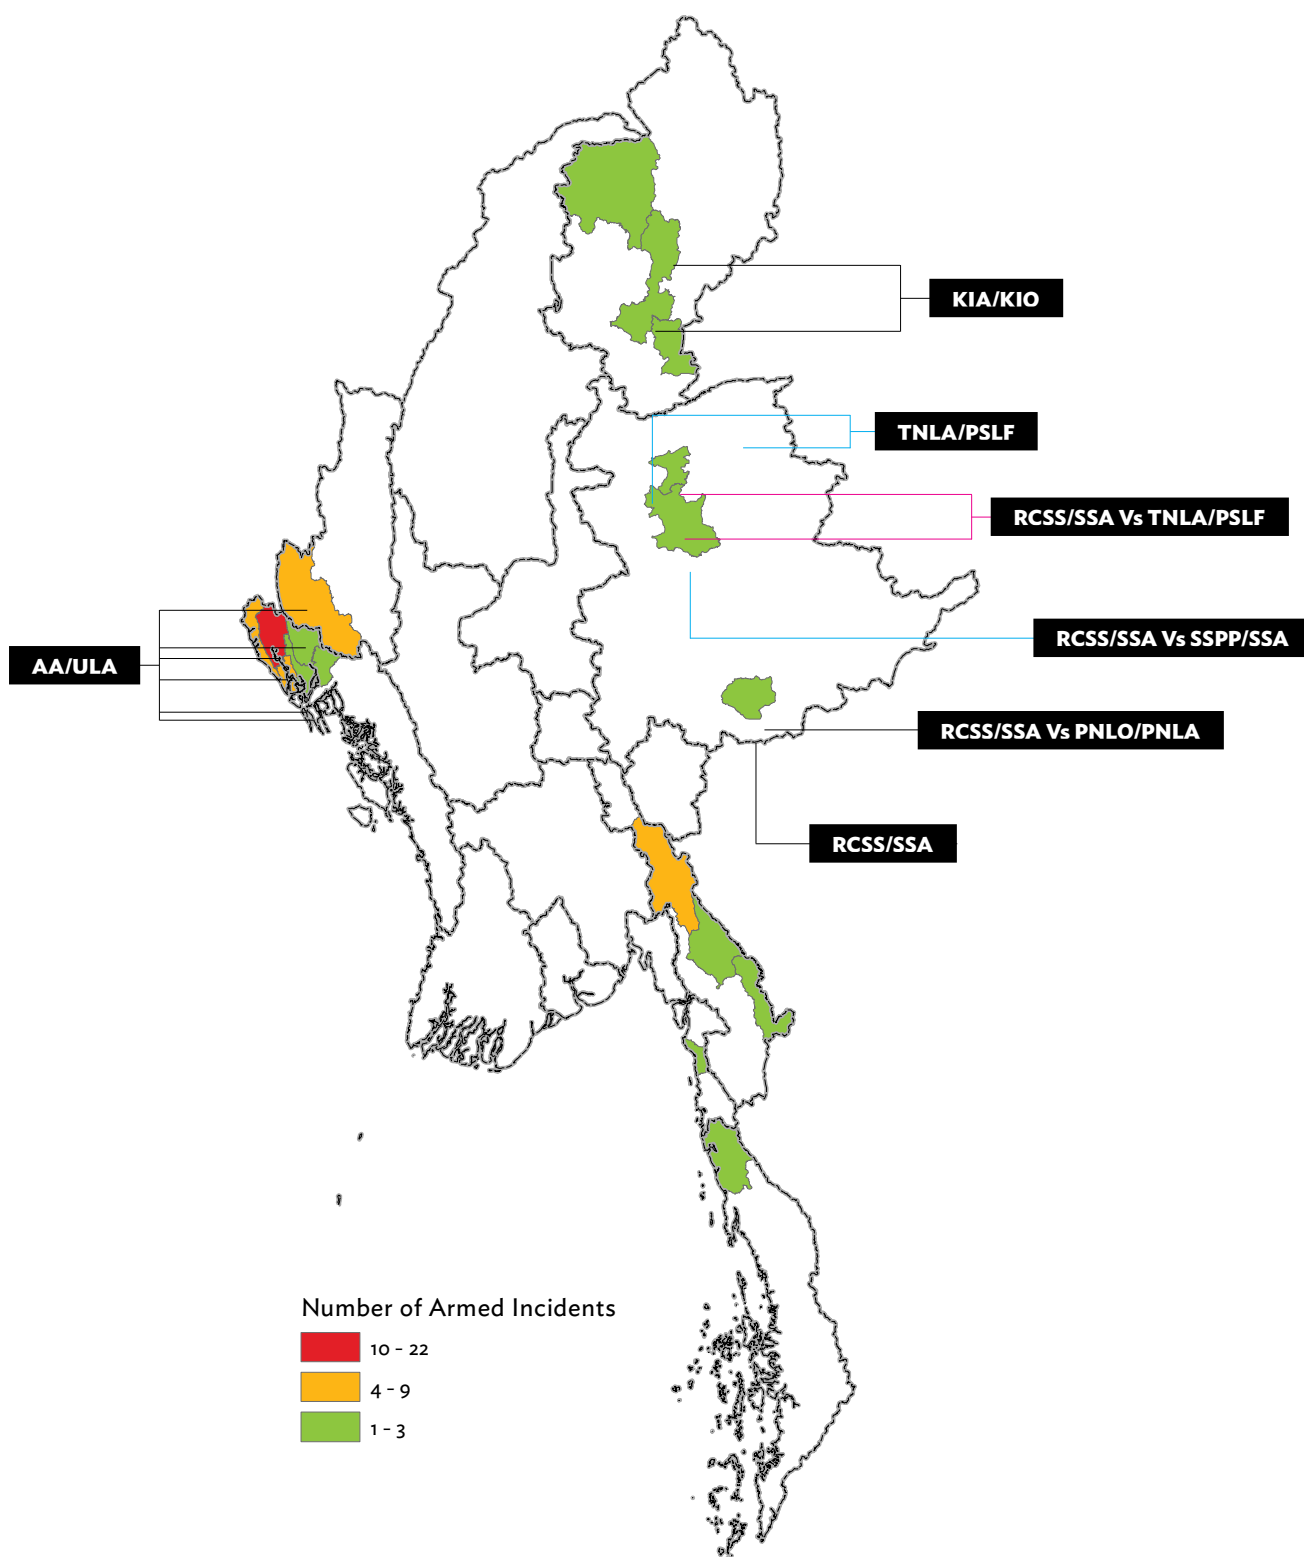 KIA/KIO
TNLA/PSLF
RCSS/SSA Vs TNLA/PSLF
RCSS/SSA Vs SSPP/SSA
AA/ULA
RCSS/SSA Vs PNLO/PNLA
RCSS/SSA
Number of Armed Incidents
10 - 22
4 - 9
1 - 3